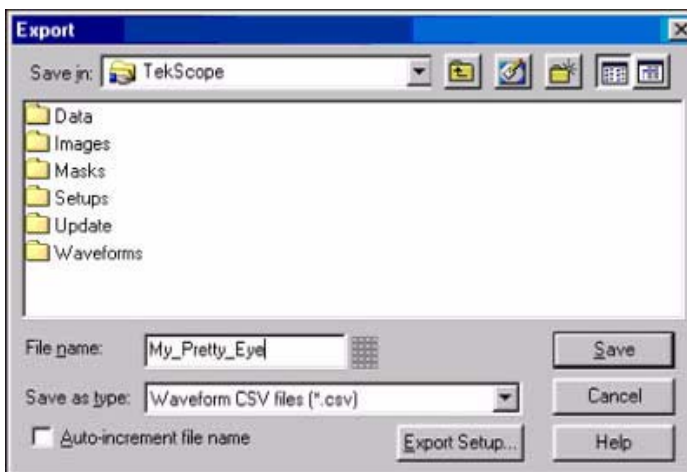 Export
Save in: TekScope
Data
Images
Masks
Setups
Update
Waveforms
File name: My_Pretty_Eye Save
Save as type: Waveform CSV files (*.csv) Cancel
Auto-increment file name Export Setup... Help